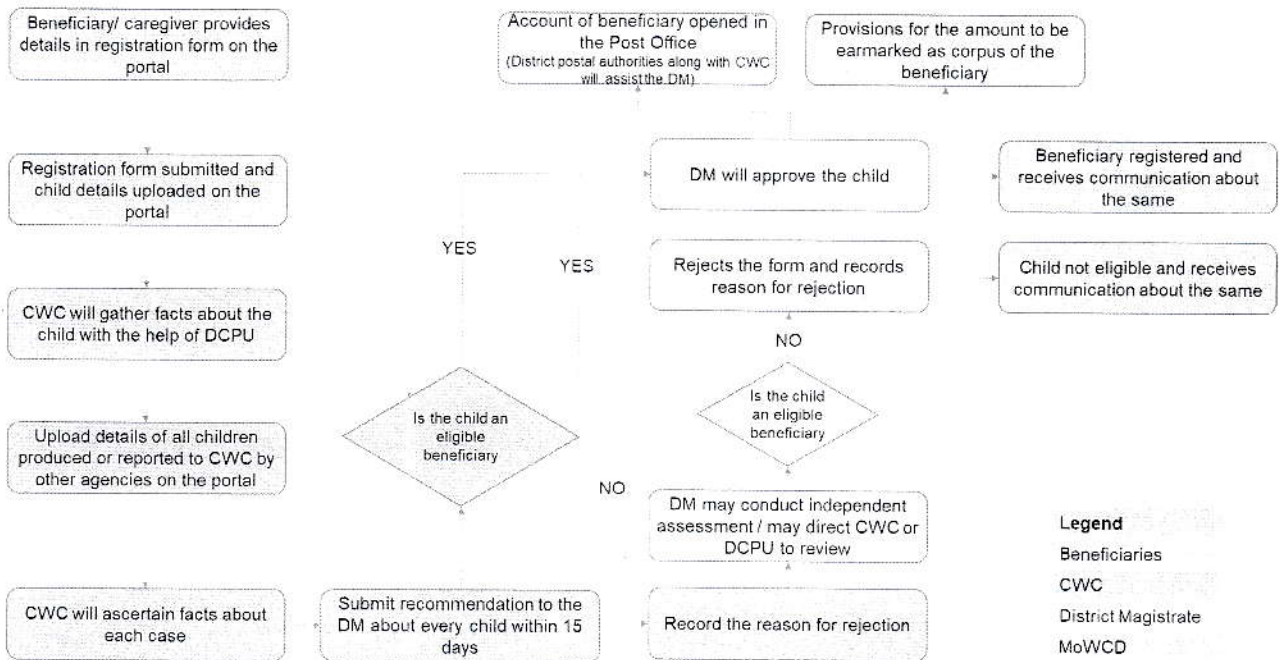 Beneficiary/ caregiver provides
details in registration form on the
portal
Registration form submitted and
child details uploaded on the
portal
CWC will gather facts about the
child with the help of DCPU
Upload details of all children
produced or reported to CWC by
other agencies on the portal
CWC will ascertain facts about
each case
Submit recommendation to the
DM about every child within 15
days
Is the child an
eligible
beneficiary
YES
YES
NO
Account of beneficiary opened in
the Post Office
(District postal authorities along with CWC
will assist the DM)
Provisions for the amount to be
earmarked as corpus of the
beneficiary
DM will approve the child
Beneficiary registered and
receives communication about
the same
Rejects the form and records
reason for rejection
Child not eligible and receives
communication about the same
NO
Is the child
an eligible
beneficiary
DM may conduct independent
assessment / may direct CWC or
DCPU to review
Record the reason for rejection
Legend
Beneficiaries
CWC
District Magistrate
MoWCD